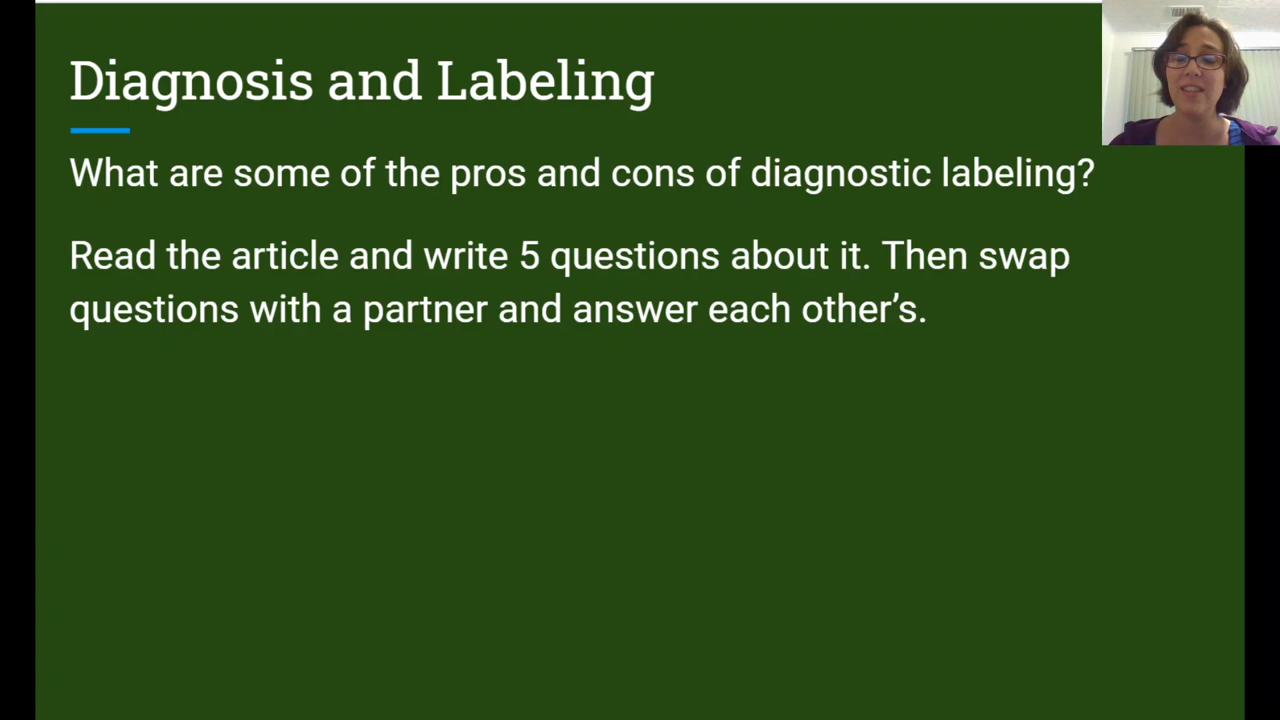 Diagnosis and Labeling
What are some of the pros and cons of diagnostic labeling?
Read the article and write 5 questions about it. Then swap
questions with a partner and answer each other’s.